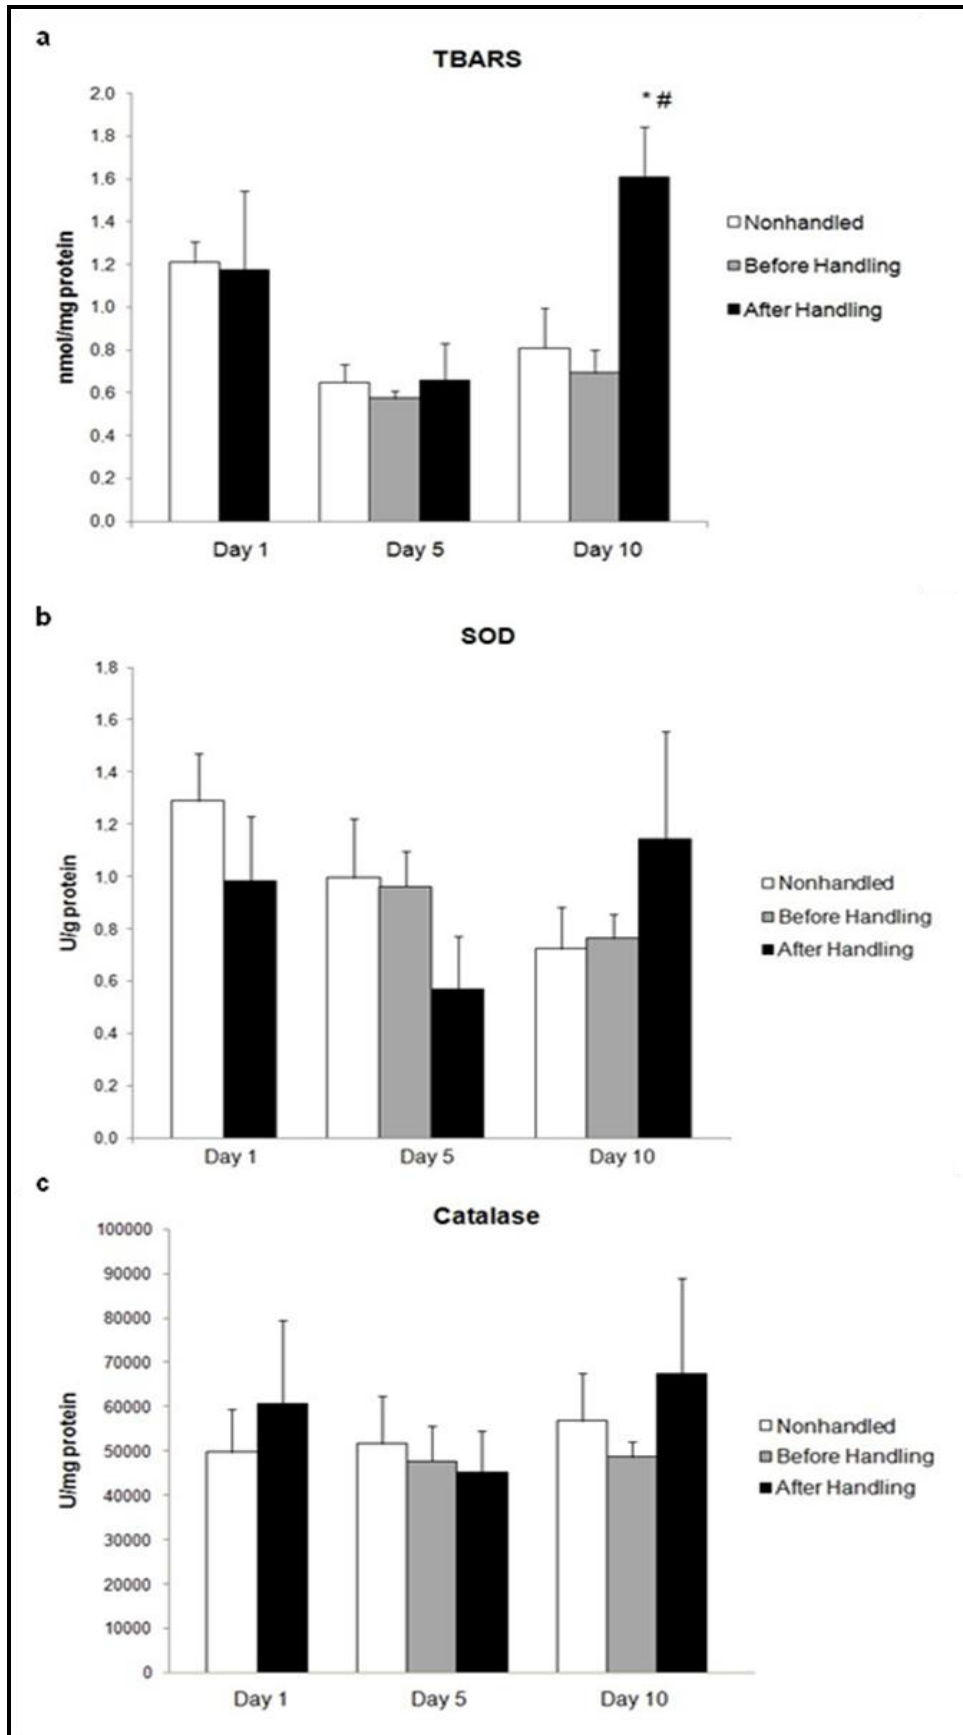 a
TBARS
* #
2.0
1.8
1.6
1.4
1.2
1.0
0.8
0.6
0.4
0.2
0.0
nmol/mg protein
Nonhandled
Before Handling
After Handling
Day 1 Day 5 Day 10
b
SOD
1.8
1.6
1.4
1.2
1.0
0.8
0.6
0.4
0.2
0.0
U/g protein
Nonhandled
Before Handling
After Handling
Day 1 Day 5 Day 10
c
Catalase
100000
90000
80000
70000
60000
50000
40000
30000
20000
10000
0
U/mg protein
Nonhandled
Before Handling
After Handling
Day 1 Day 5 Day 10